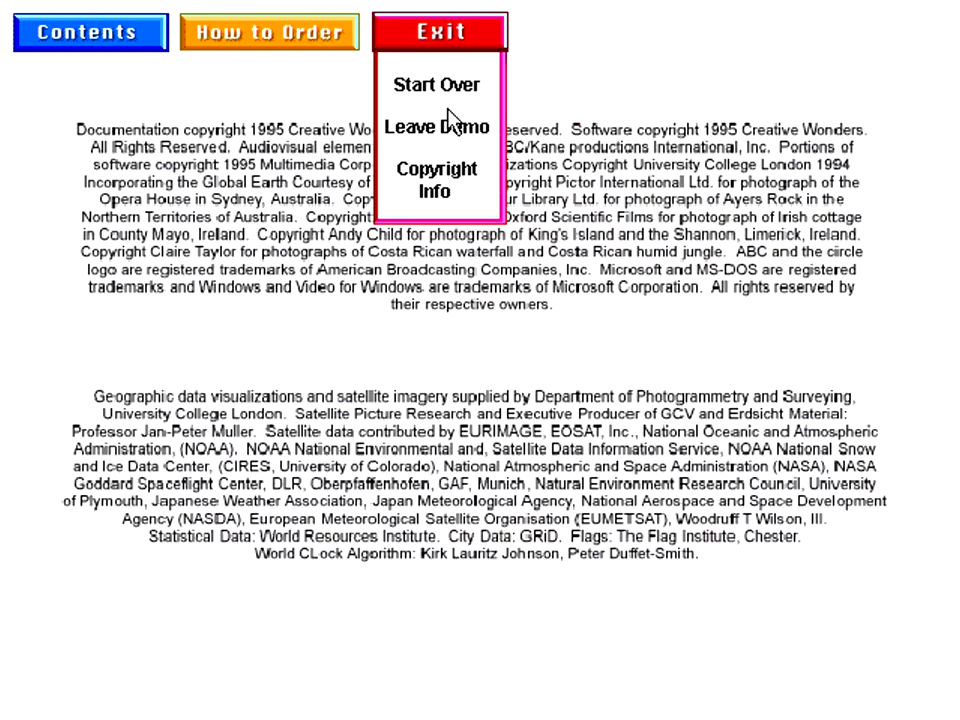 Contents How to Order Exit
Start Over
Leave Demo
Copyright
Info
Documentation copyright 1995 Creative Wo eserved. Software copyright 1995 Creative Wonders.
All Rights Reserved. Audiovisual elemen BC/Kane productions International, Inc. Portions of
software copyright 1995 Multimedia Corp izations Copyright University College London 1994
Incorporating the Global Earth Courtesy of pyright Pictor International Ltd. for photograph of the
Opera House in Sydney, Australia. Cop ur Library Ltd. for photograph of Ayers Rock in the
Northern Territories of Australia. Copyright Oxford Scientific Films for photograph of Irish cottage
in County Mayo, Ireland. Copyright Andy Child for photograph of King's Island and the Shannon, Limerick, Ireland.
Copyright Claire Taylor for photographs of Costa Rican waterfall and Costa Rican humid jungle. ABC and the circle
logo are registered trademarks of American Broadcasting Companies, Inc. Microsoft and MS-DOS are registered
trademarks and Windows and Video for Windows are trademarks of Microsoft Corporation. All rights reserved by
their respective owners.
Geographic data visualizations and satellite imagery supplied by Department of Photogrammetry and Surveying,
University College London. Satellite Picture Research and Executive Producer of GCV and Erdsicht Material:
Professor Jan-Peter Muller. Satellite data contributed by EURIMAGE, EOSAT, Inc., National Oceanic and Atmospheric
Administration, (NOAA), NOAA National Environmental and, Satellite Data Information Service, NOAA National Snow
and Ice Data Center, (CIRES, University of Colorado), National Atmospheric and Space Administration (NASA), NASA
Goddard Spaceflight Center, DLR, Oberpfaffenhofen, GAF, Munich, Natural Environment Research Council, University
of Plymouth, Japanese Weather Association, Japan Meteorological Agency, National Aerospace and Space Development
Agency (NASDA), European Meteorological Satellite Organisation (EUMETSAT), Woodruff T Wilson, III.
Statistical Data: World Resources Institute. City Data: GRiD. Flags: The Flag Institute, Chester.
World CLock Algorithm: Kirk Lauritz Johnson, Peter Duffet-Smith.